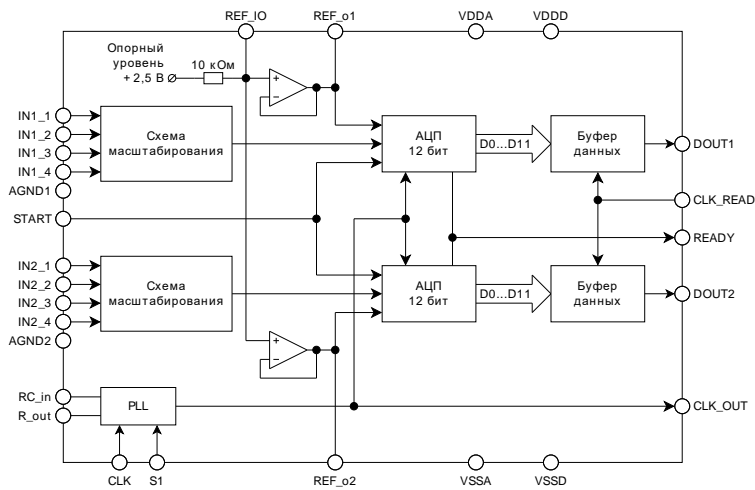 REF_IO
REF_o1
VDDA
VDDD
Опорный
уровень
+ 2,5 В
10 кОм
+
−
IN1_1
IN1_2
IN1_3
IN1_4
AGND1
START
Схема
масштабирования
АЦП
12 бит
D0...D11
Буфер
данных
DOUT1
CLK_READ
READY
IN2_1
IN2_2
IN2_3
IN2_4
AGND2
Схема
масштабирования
АЦП
12 бит
D0...D11
Буфер
данных
DOUT2
+
−
RC_in
R_out
PLL
CLK_OUT
CLK
S1
REF_o2
VSSA
VSSD